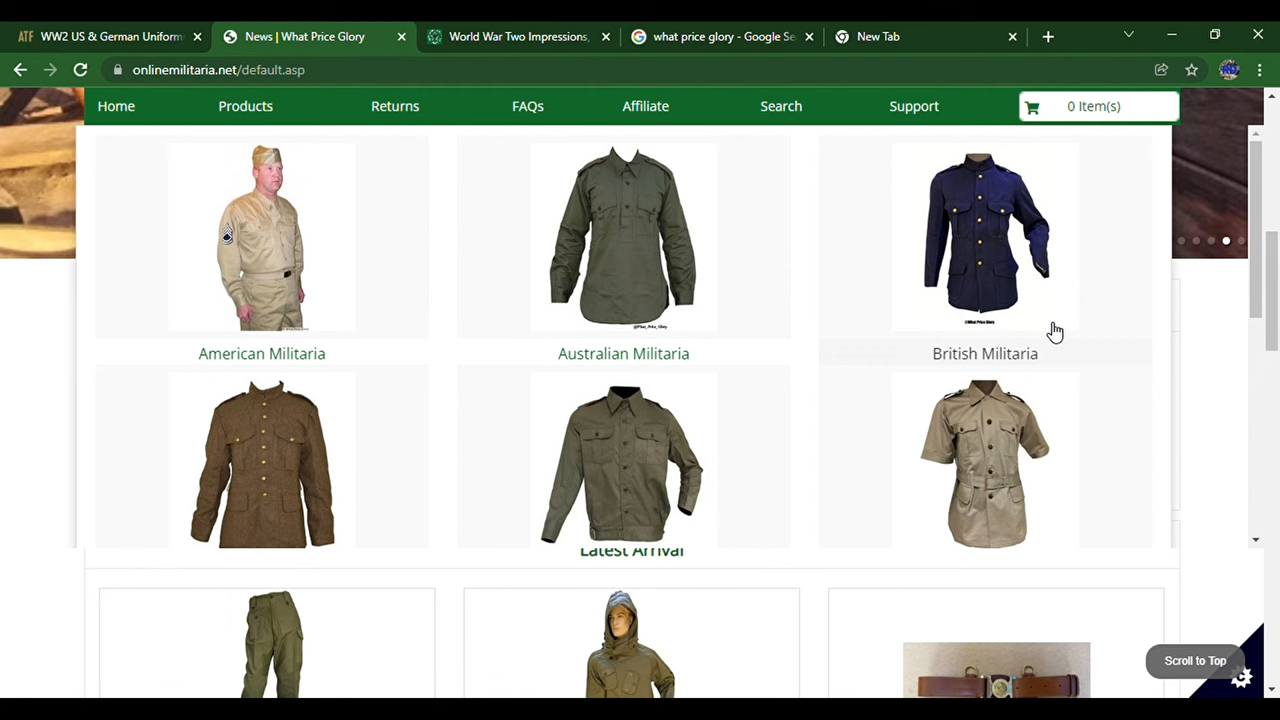 WW2 US & German Uniforms
News | What Price Glory
World War Two Impressions,
what price glory - Google Se
New Tab
onlinemilitaria.net/default.asp
Home
Products
Returns
FAQs
Affiliate
Search
Support
0 Item(s)
American Militaria
Australian Militaria
British Militaria
Latest Arrival
Scroll to Top